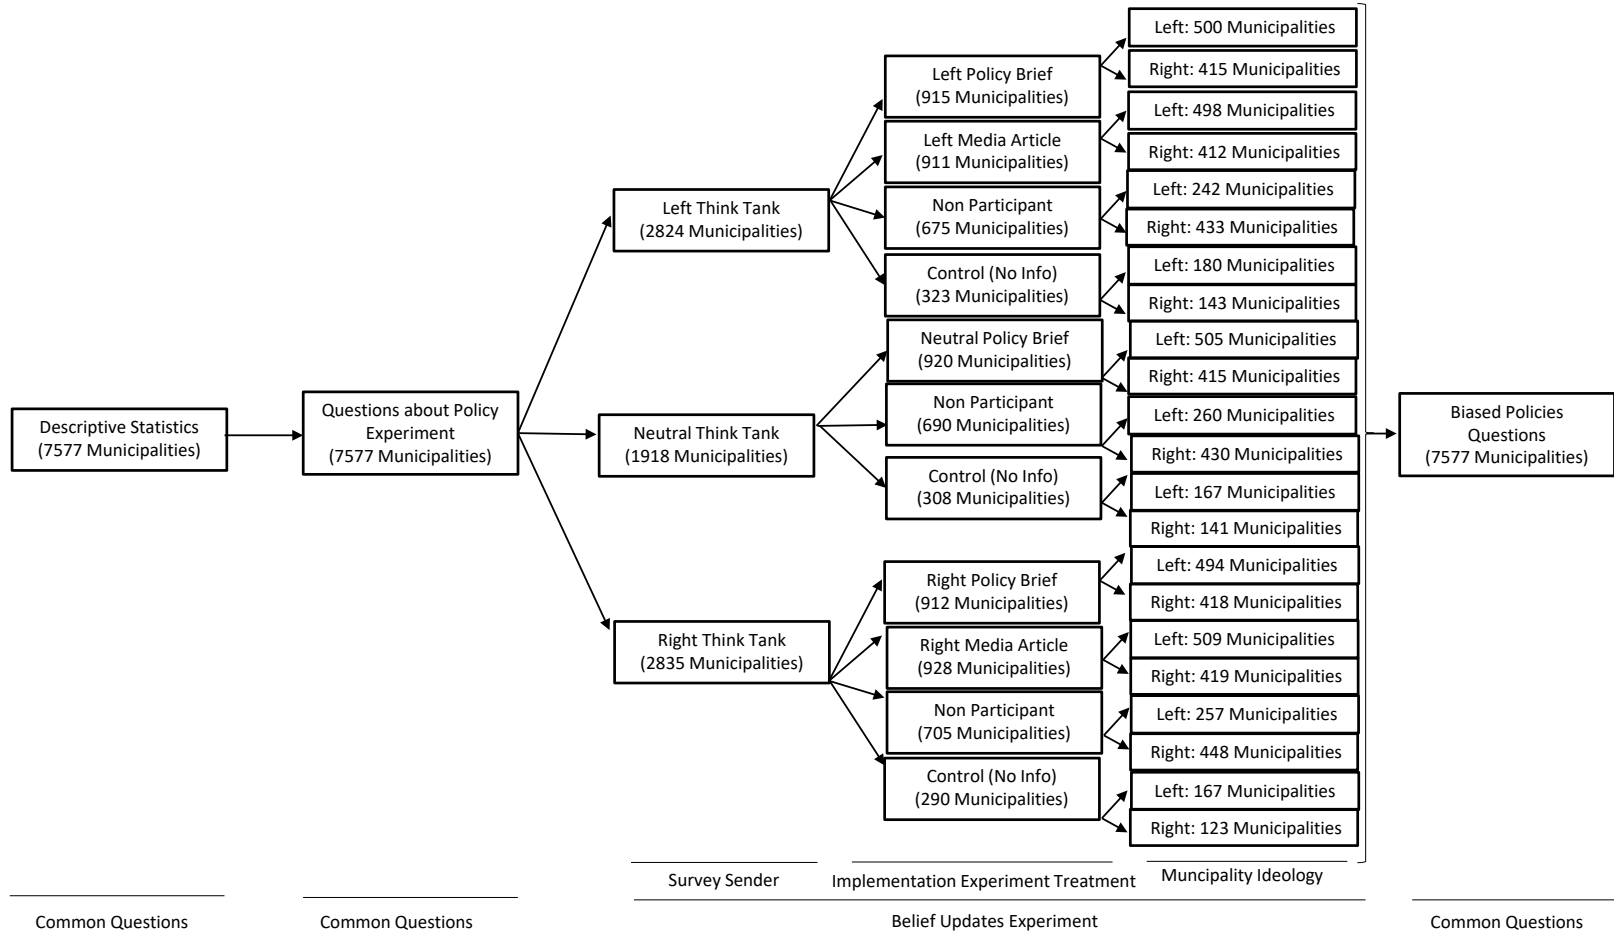 Descriptive Statistics
(7577 Municipalities)
Questions about Policy
Experiment
(7577 Municipalities)
Left Think Tank
(2824 Municipalities)
Neutral Think Tank
(1918 Municipalities)
Right Think Tank
(2835 Municipalities)
Left Policy Brief
(915 Municipalities)
Left Media Article
(911 Municipalities)
Non Participant
(675 Municipalities)
Control (No Info)
(323 Municipalities)
Neutral Policy Brief
(920 Municipalities)
Non Participant
(690 Municipalities)
Control (No Info)
(308 Municipalities)
Right Policy Brief
(912 Municipalities)
Right Media Article
(928 Municipalities)
Non Participant
(705 Municipalities)
Control (No Info)
(290 Municipalities)
Left: 500 Municipalities
Right: 415 Municipalities
Left: 498 Municipalities
Right: 412 Municipalities
Left: 242 Municipalities
Right: 433 Municipalities
Left: 180 Municipalities
Right: 143 Municipalities
Left: 505 Municipalities
Right: 415 Municipalities
Left: 260 Municipalities
Right: 430 Municipalities
Left: 167 Municipalities
Right: 141 Municipalities
Left: 494 Municipalities
Right: 418 Municipalities
Left: 509 Municipalities
Right: 419 Municipalities
Left: 257 Municipalities
Right: 448 Municipalities
Left: 167 Municipalities
Right: 123 Municipalities
Biased Policies
Questions
(7577 Municipalities)
Survey Sender
Implementation Experiment Treatment
Muncipality Ideology
Common Questions
Common Questions
Belief Updates Experiment
Common Questions